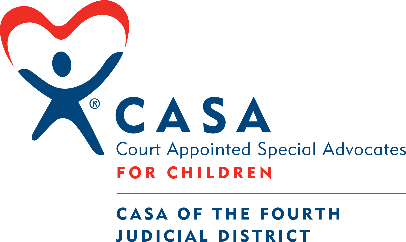 ® CASA
Court Appointed Special Advocates
FOR CHILDREN
CASA OF THE FOURTH
JUDICIAL DISTRICT